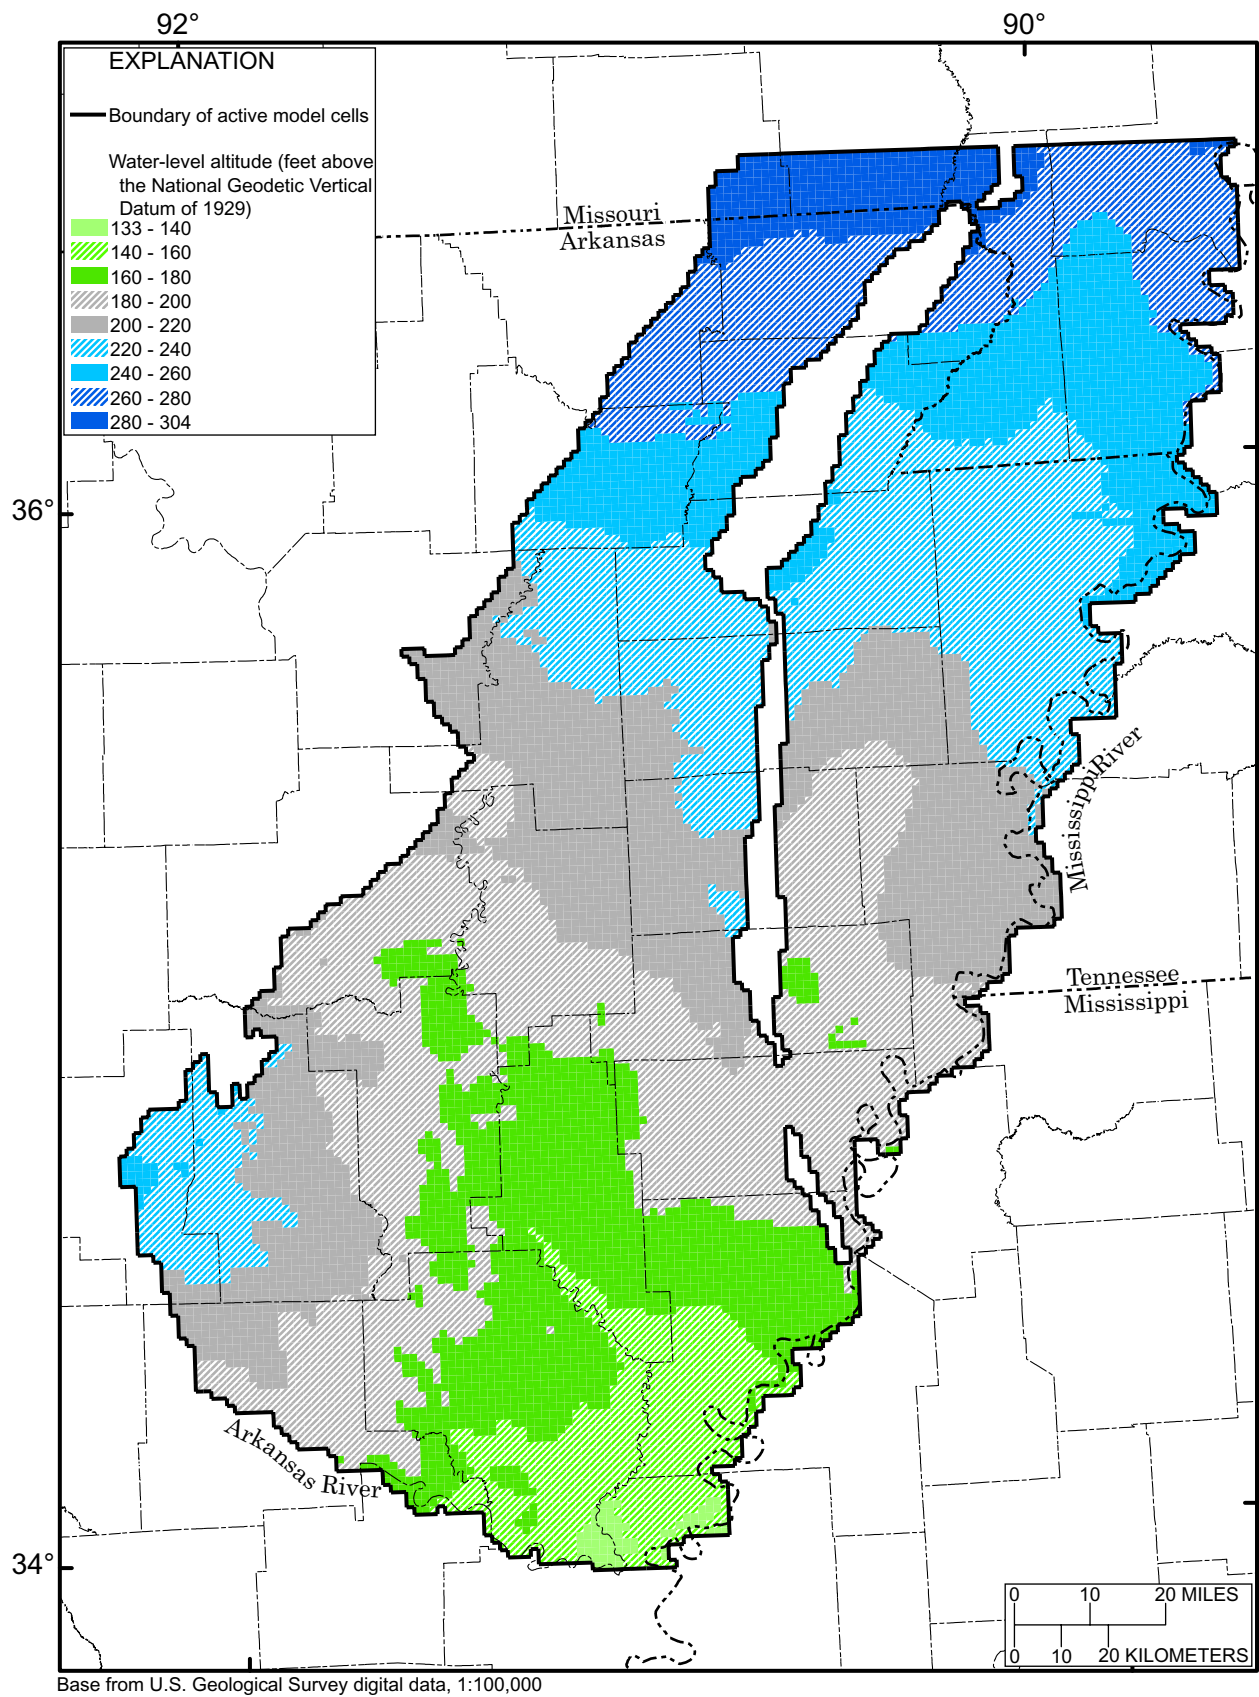 92°
90°
EXPLANATION
Boundary of active model cells
Water-level altitude (feet above
the National Geodetic Vertical
Datum of 1929)
133 - 140
140 - 160
160 - 180
180 - 200
200 - 220
220 - 240
240 - 260
260 - 280
280 - 304
Missouri
Arkansas
36°
Mississippi River
Tennessee
Mississippi
Arkansas River
34°
0 10 20 MILES
0 10 20 KILOMETERS
Base from U.S. Geological Survey digital data, 1:100,000